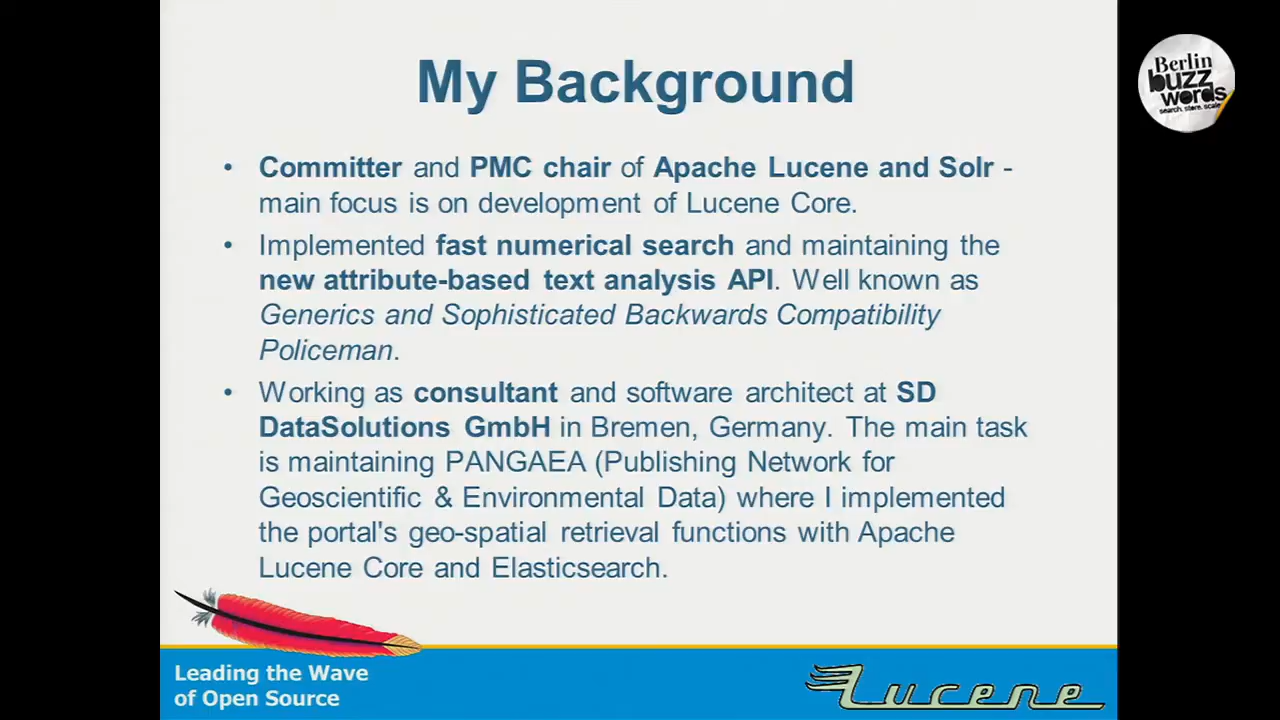 My Background
• Committer and PMC chair of Apache Lucene and Solr -
main focus is on development of Lucene Core.
• Implemented fast numerical search and maintaining the
new attribute-based text analysis API. Well known as
Generics and Sophisticated Backwards Compatibility
Policeman.
• Working as consultant and software architect at SD
DataSolutions GmbH in Bremen, Germany. The main task
is maintaining PANGAEA (Publishing Network for
Geoscientific & Environmental Data) where I implemented
the portal's geo-spatial retrieval functions with Apache
Lucene Core and Elasticsearch.
Leading the Wave
of Open Source
Lucene
Berlin
buzz
words
search. store. scale.